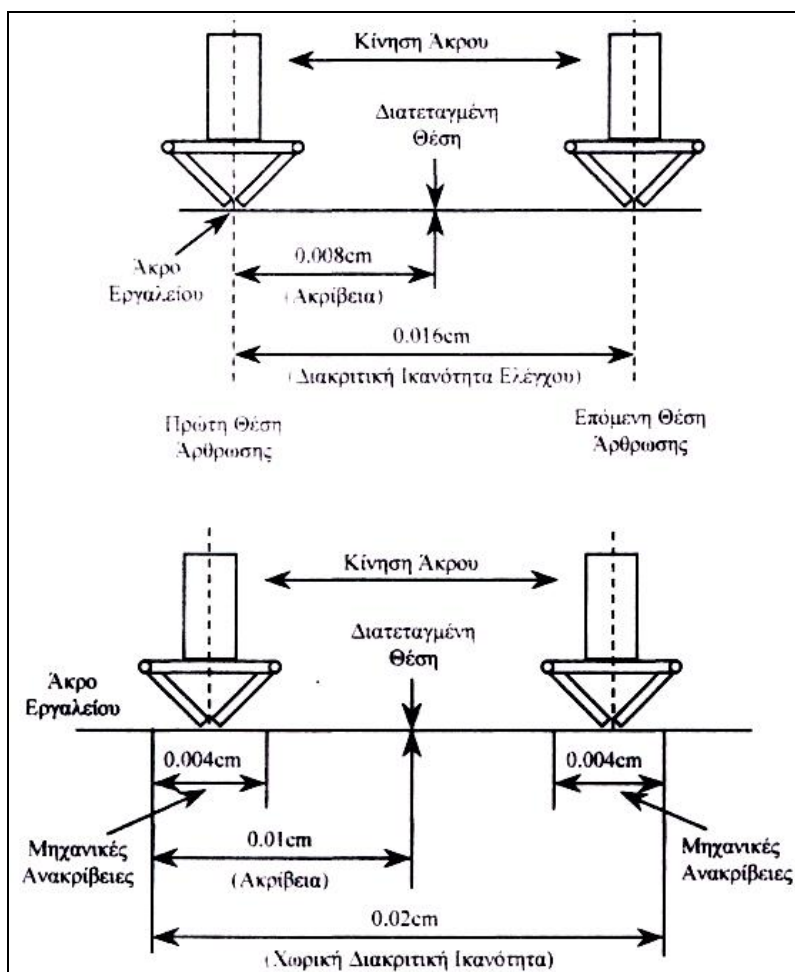 Κίνηση Άκρου
Διατεταγμένη
Θέση
Άκρο
Εργαλείου
0.008cm
(Ακρίβεια)
0.016cm
(Διακριτική Ικανότητα Ελέγχου)
Πρώτη Θέση
Άρθρωσης
Επόμενη Θέση
Άρθρωσης
Κίνηση Άκρου
Διατεταγμένη
Θέση
Άκρο
Εργαλείου
0.004cm
0.004cm
Μηχανικές
Ανακρίβειες
0.01cm
(Ακρίβεια)
Μηχανικές
Ανακρίβειες
0.02cm
(Χωρική Διακριτική Ικανότητα)